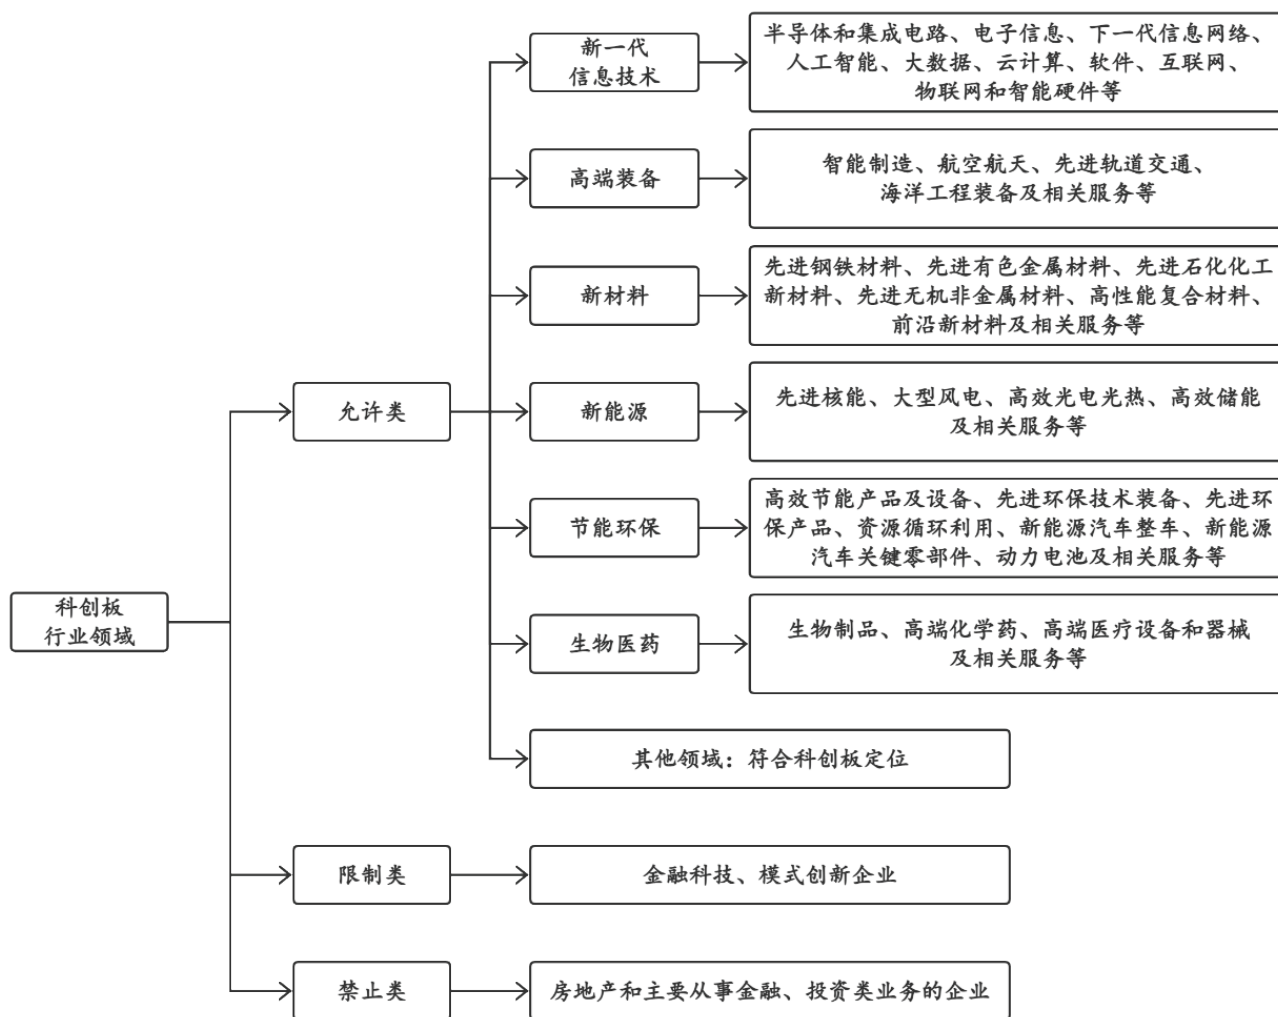 新一代
信息技术
半导体和集成电路、电子信息、下一代信息网络、
人工智能、大数据、云计算、软件、互联网、
物联网和智能硬件等
高端装备
智能制造、航空航天、先进轨道交通、
海洋工程装备及相关服务等
新材料
先进钢铁材料、先进有色金属材料、先进石化化工
新材料、先进无机非金属材料、高性能复合材料、
前沿新材料及相关服务等
允许类
新能源
先进核能、大型风电、高效光电光热、高效储能
及相关服务等
节能环保
高效节能产品及设备、先进环保技术装备、先进环
保产品、资源循环利用、新能源汽车整车、新能源
汽车关键零部件、动力电池及相关服务等
科创板
行业领域
生物医药
生物制品、高端化学药、高端医疗设备和器械
及相关服务等
其他领域：符合科创板定位
限制类
金融科技、模式创新企业
禁止类
房地产和主要从事金融、投资类业务的企业